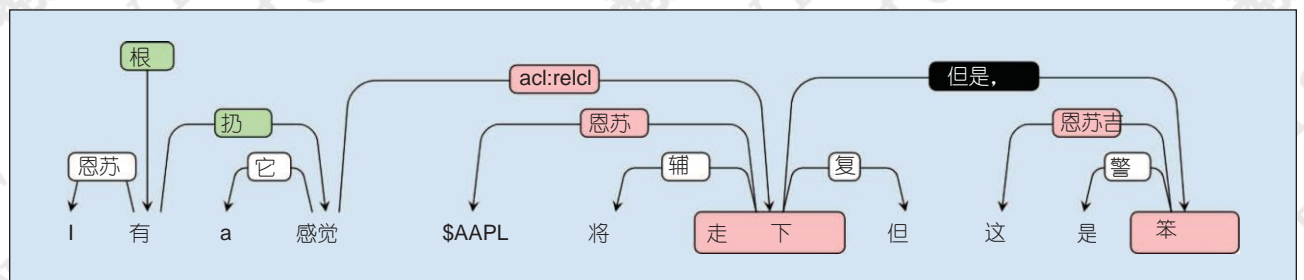 根
acl:relcl
但是，
扔
恩苏
恩苏吉
恩苏
它
辅
复
警
I 有 a 感觉 $AAPL 将 走 下 但 这 是 笨